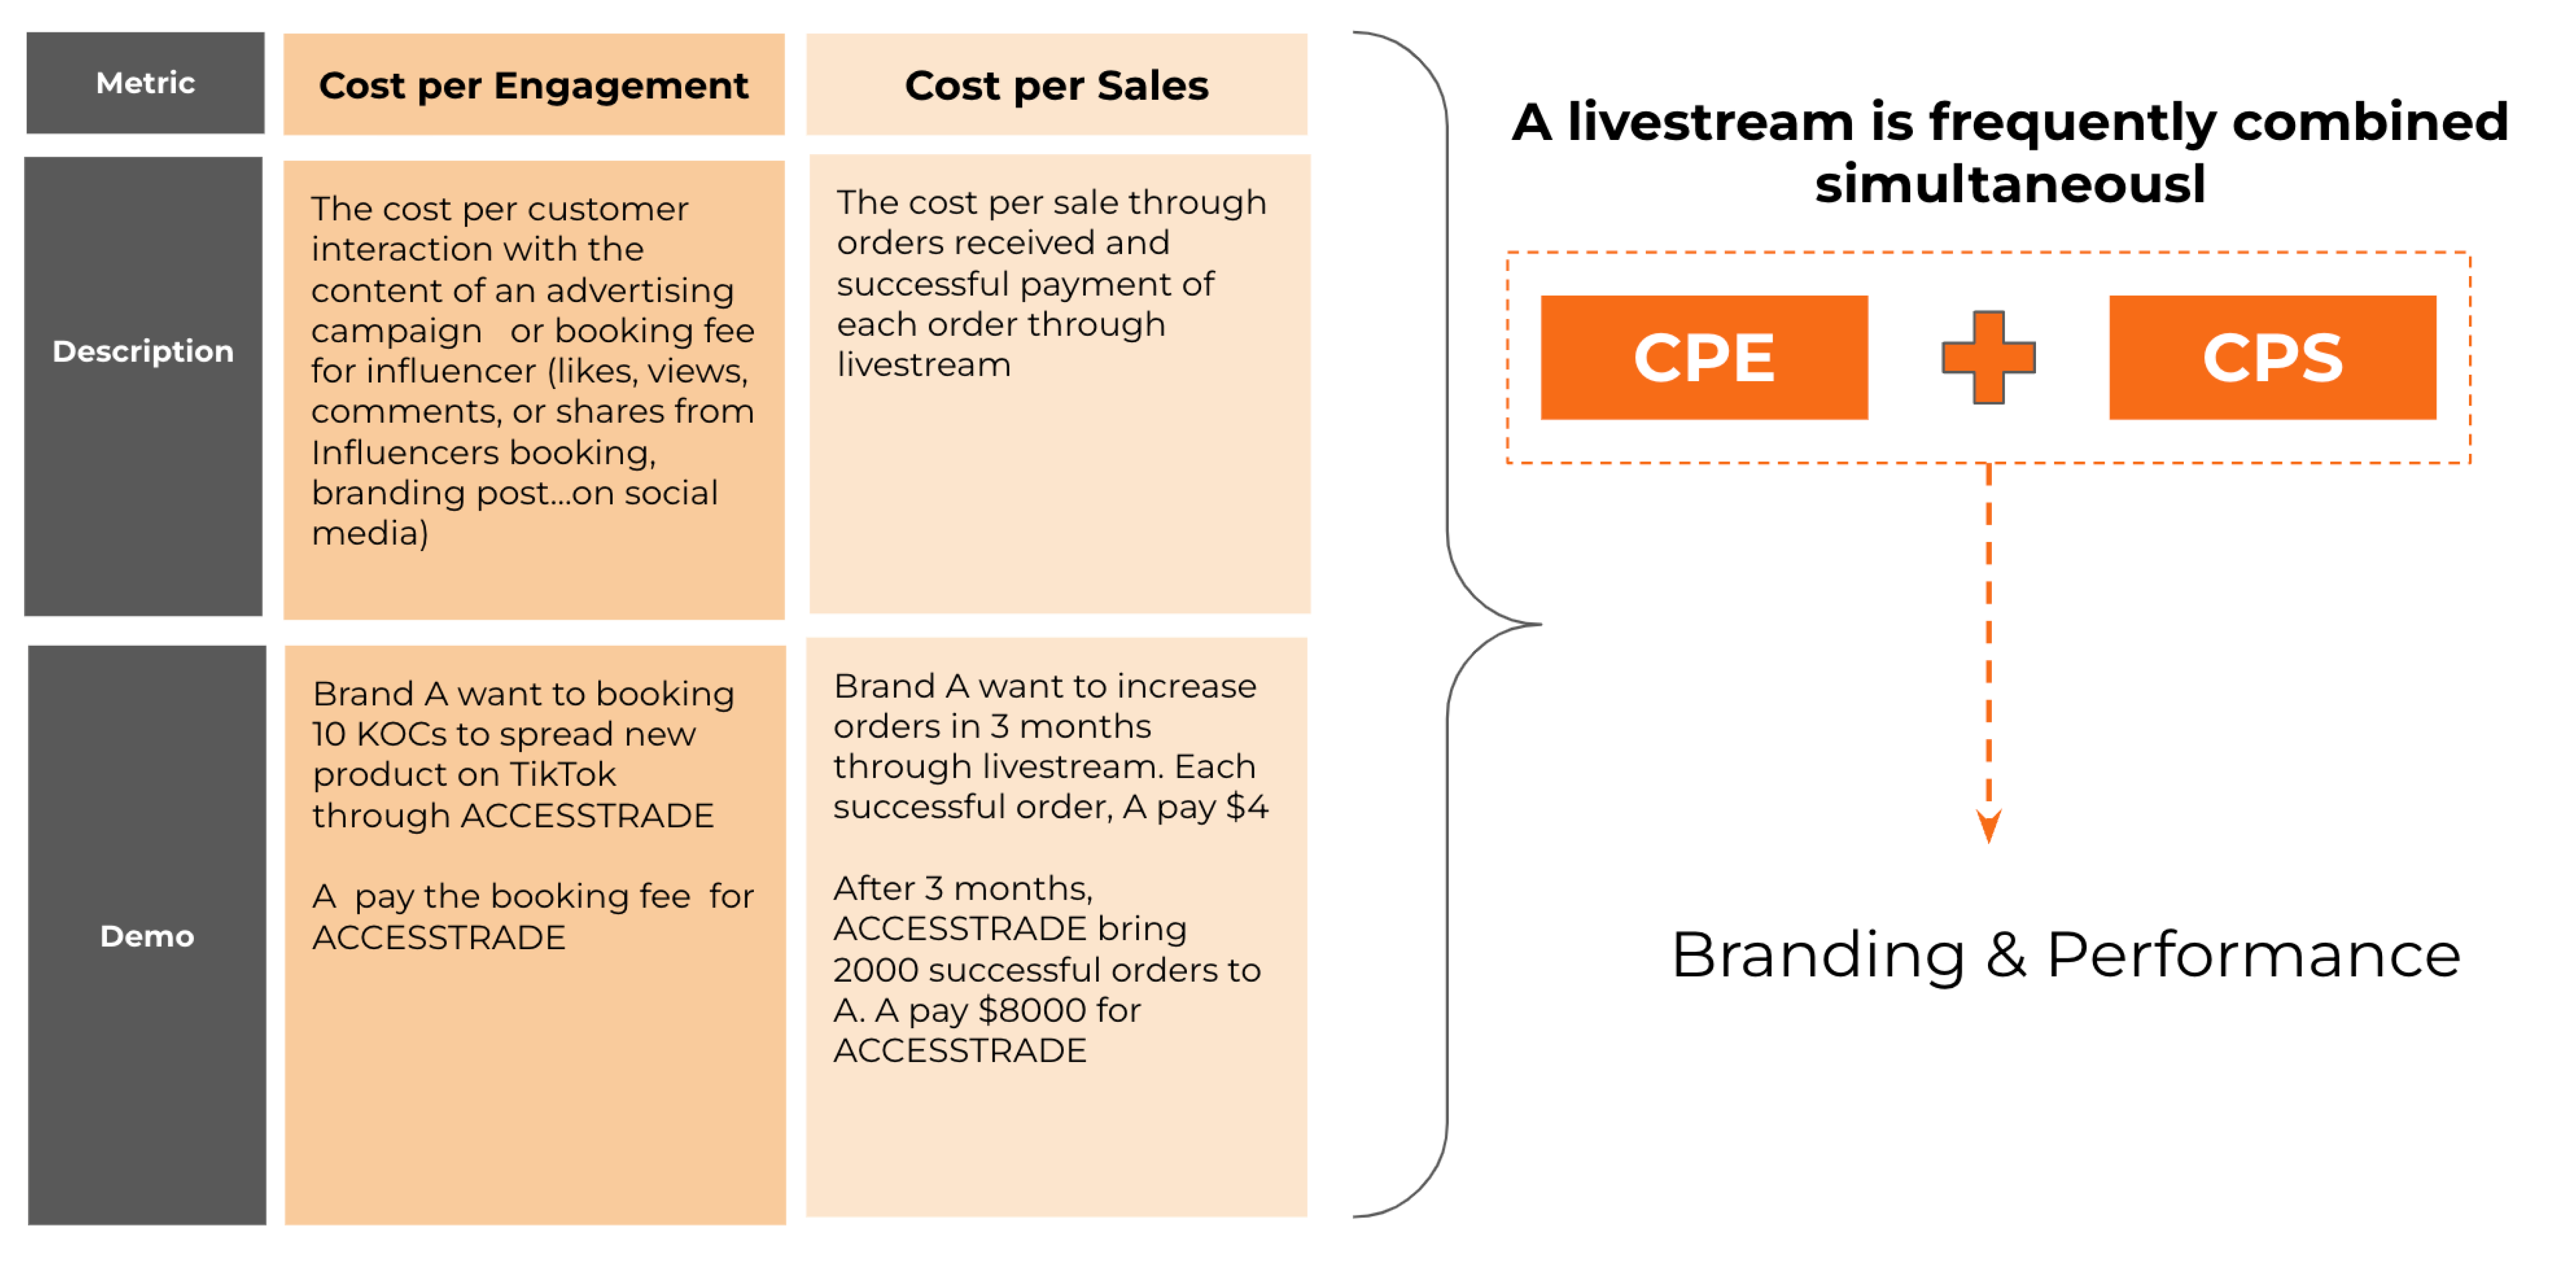 Metric
Cost per Engagement
Cost per Sales
Description
The cost per customer
interaction with the
content of an advertising
campaign   or booking fee
for influencer (likes, views,
comments, or shares from
Influencers booking,
branding post...on social
media)
The cost per sale through
orders received and
successful payment of
each order through
livestream
Demo
Brand A want to booking
10 KOCs to spread new
product on TikTok
through ACCESSTRADE
A  pay the booking fee  for
ACCESSTRADE
Brand A want to increase
orders in 3 months
through livestream. Each
successful order, A pay $4
After 3 months,
ACCESSTRADE bring
2000 successful orders to
A. A pay $8000 for
ACCESSTRADE
A livestream is frequently combined
simultaneousl
CPE
CPS
Branding & Performance